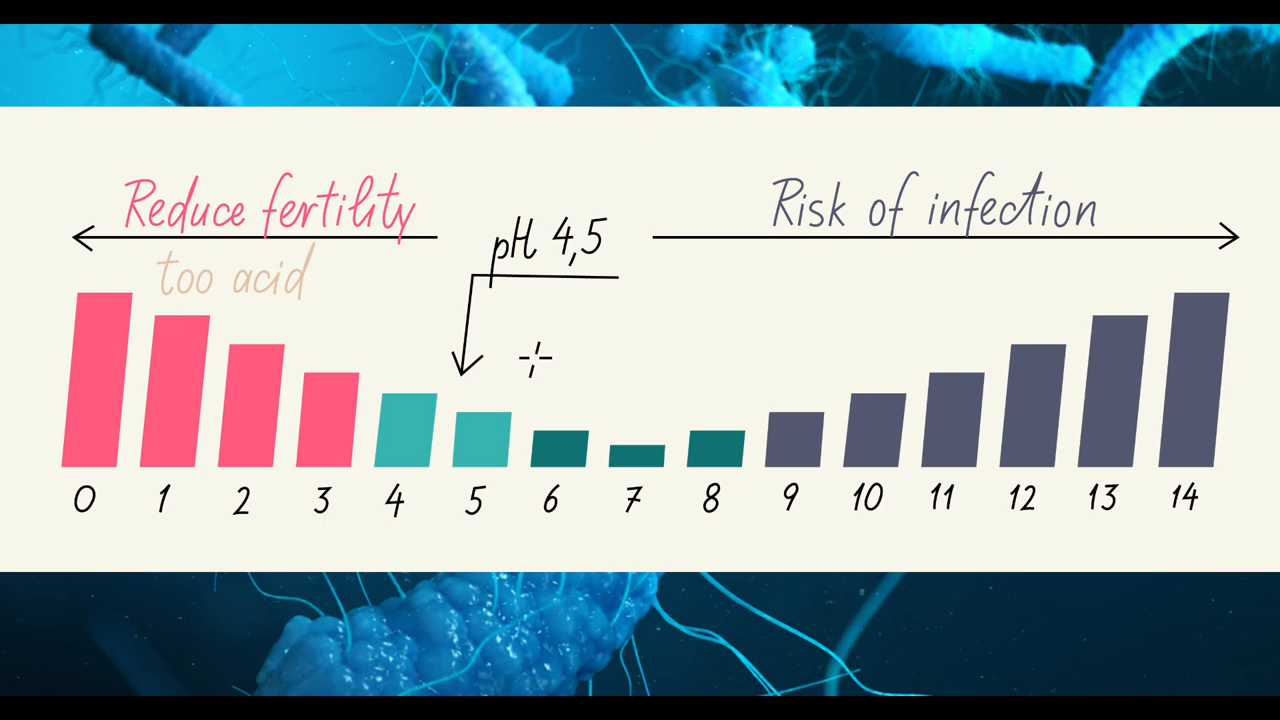 Reduce fertility
Risk of infection
pH 4,5
too acid
0 1 2 3 4 5 6 7 8 9 10 11 12 13 14